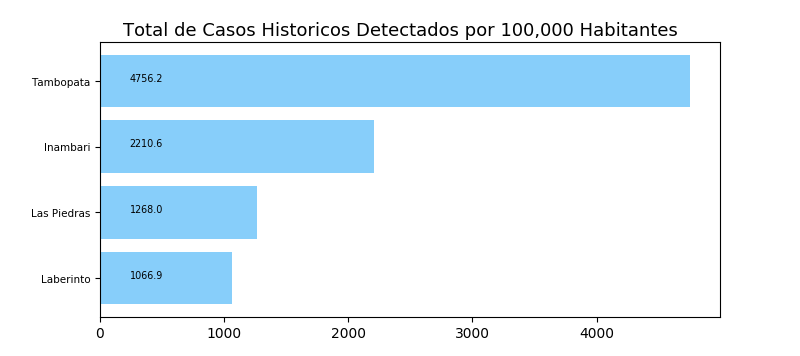 Total de Casos Historicos Detectados por 100,000 Habitantes
Tambopata 4756.2
Inambari 2210.6
Las Piedras 1268.0
Laberinto 1066.9
0 1000 2000 3000 4000